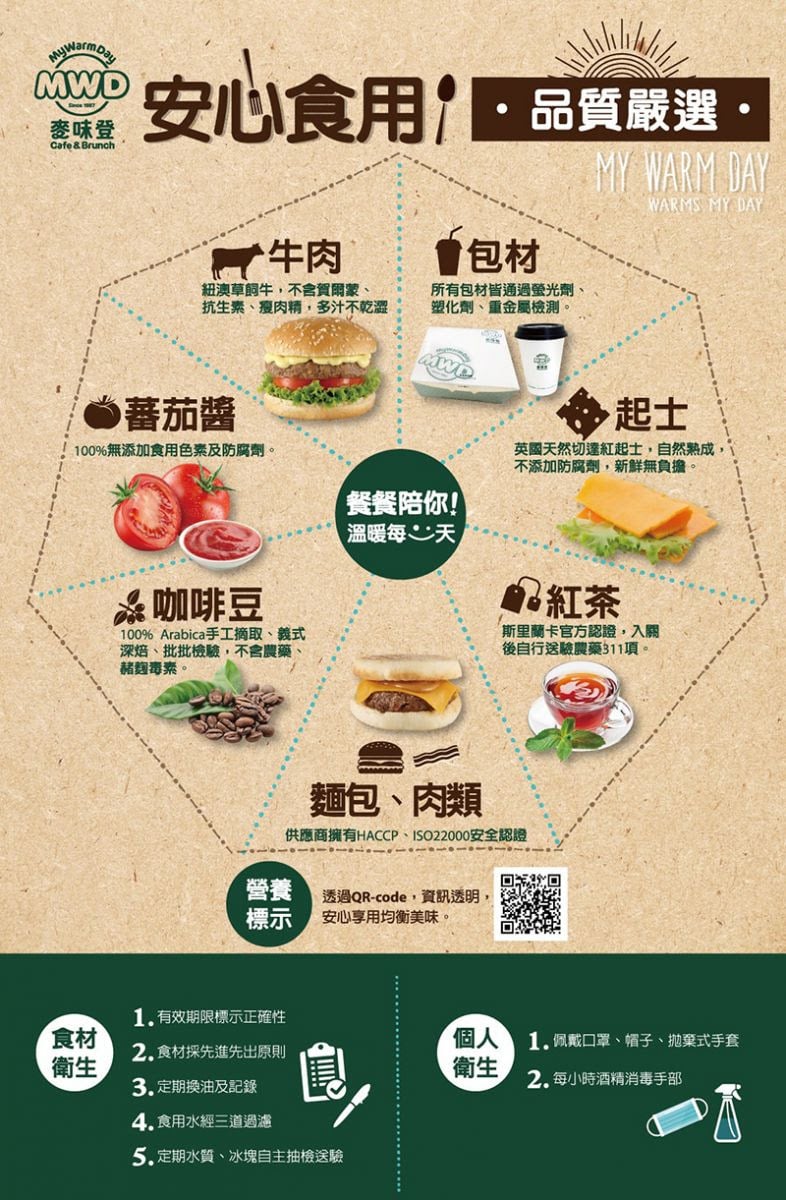 MyWarmDay
MWD
Since 1987
麥味登
Cafe & Brunch
安心食用
·品質嚴選·
MY WARM DAY
WARMS MY DAY
牛肉
紐澳草飼牛，不含賀爾蒙、
抗生素、瘦肉精，多汁不乾澀
包材
所有包材皆通過螢光劑、
塑化劑、重金屬檢測。
MWD
蕃茄醬
100%無添加食用色素及防腐劑。
起士
英國天然切達紅起士，自然熟成，
不添加防腐劑，新鮮無負擔。
餐餐陪你！
溫暖每天
咖啡豆
100% Arabica手工摘取、義式
深焙、批批檢驗，不含農藥、
赭麴毒素。
紅茶
斯里蘭卡官方認證，入關
後自行送驗農藥311項。
麵包、肉類
供應商擁有HACCP、ISO22000安全認證
營養
標示
透過QR-code，資訊透明，
安心享用均衡美味。
食材
衛生
1.有效期限標示正確性
2.食材採先進先出原則
3.定期換油及記錄
4.食用水經三道過濾
5.定期水質、冰塊自主抽檢送驗
個人
衛生
1.佩戴口罩、帽子、拋棄式手套
2.每小時酒精消毒手部